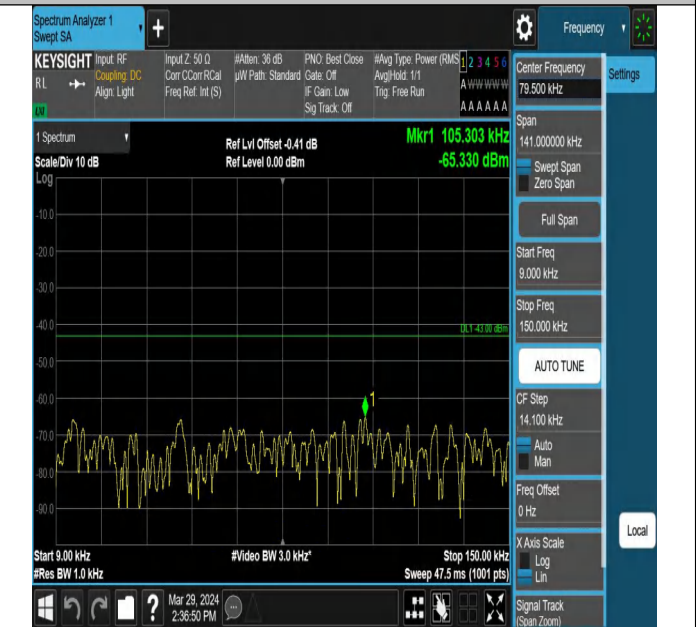 Spectrum Analyzer 1
Swept SA
+
Frequency
KEYSIGHT
RL
Input: RF
Coupling: DC
Align: Light
Input Z: 50 Ω
Corr CCorr RCal
Freq Ref: Int (S)
#Atten: 36 dB
µW Path: Standard
PNO: Best Close
Gate: Off
IF Gain: Low
Sig Track: Off
#Avg Type: Power (RMS
Avg|Hold: 1/1
Trig: Free Run
1 2 3 4 5 6
A W W W W W
A A A A A A
1 Spectrum
Scale/Div 10 dB
Log
Ref Lvl Offset -0.41 dB
Ref Level 0.00 dBm
Mkr1 105.303 kHz
-65.330 dBm
-10.0
-20.0
-30.0
-40.0
-50.0
-60.0
-70.0
-80.0
-90.0
DL1 -43.00 dBm
1
Start 9.00 kHz
#Res BW 1.0 kHz
#Video BW 3.0 kHz*
Stop 150.00 kHz
Sweep 47.5 ms (1001 pts)
Center Frequency
79.500 kHz
Settings
Span
141.000000 kHz
Swept Span
Zero Span
Full Span
Start Freq
9.000 kHz
Stop Freq
150.000 kHz
AUTO TUNE
CF Step
14.100 kHz
Auto
Man
Freq Offset
0 Hz
X Axis Scale
Log
Lin
Local
Signal Track
(Span Zoom)
?
Mar 29, 2024
2:36:50 PM